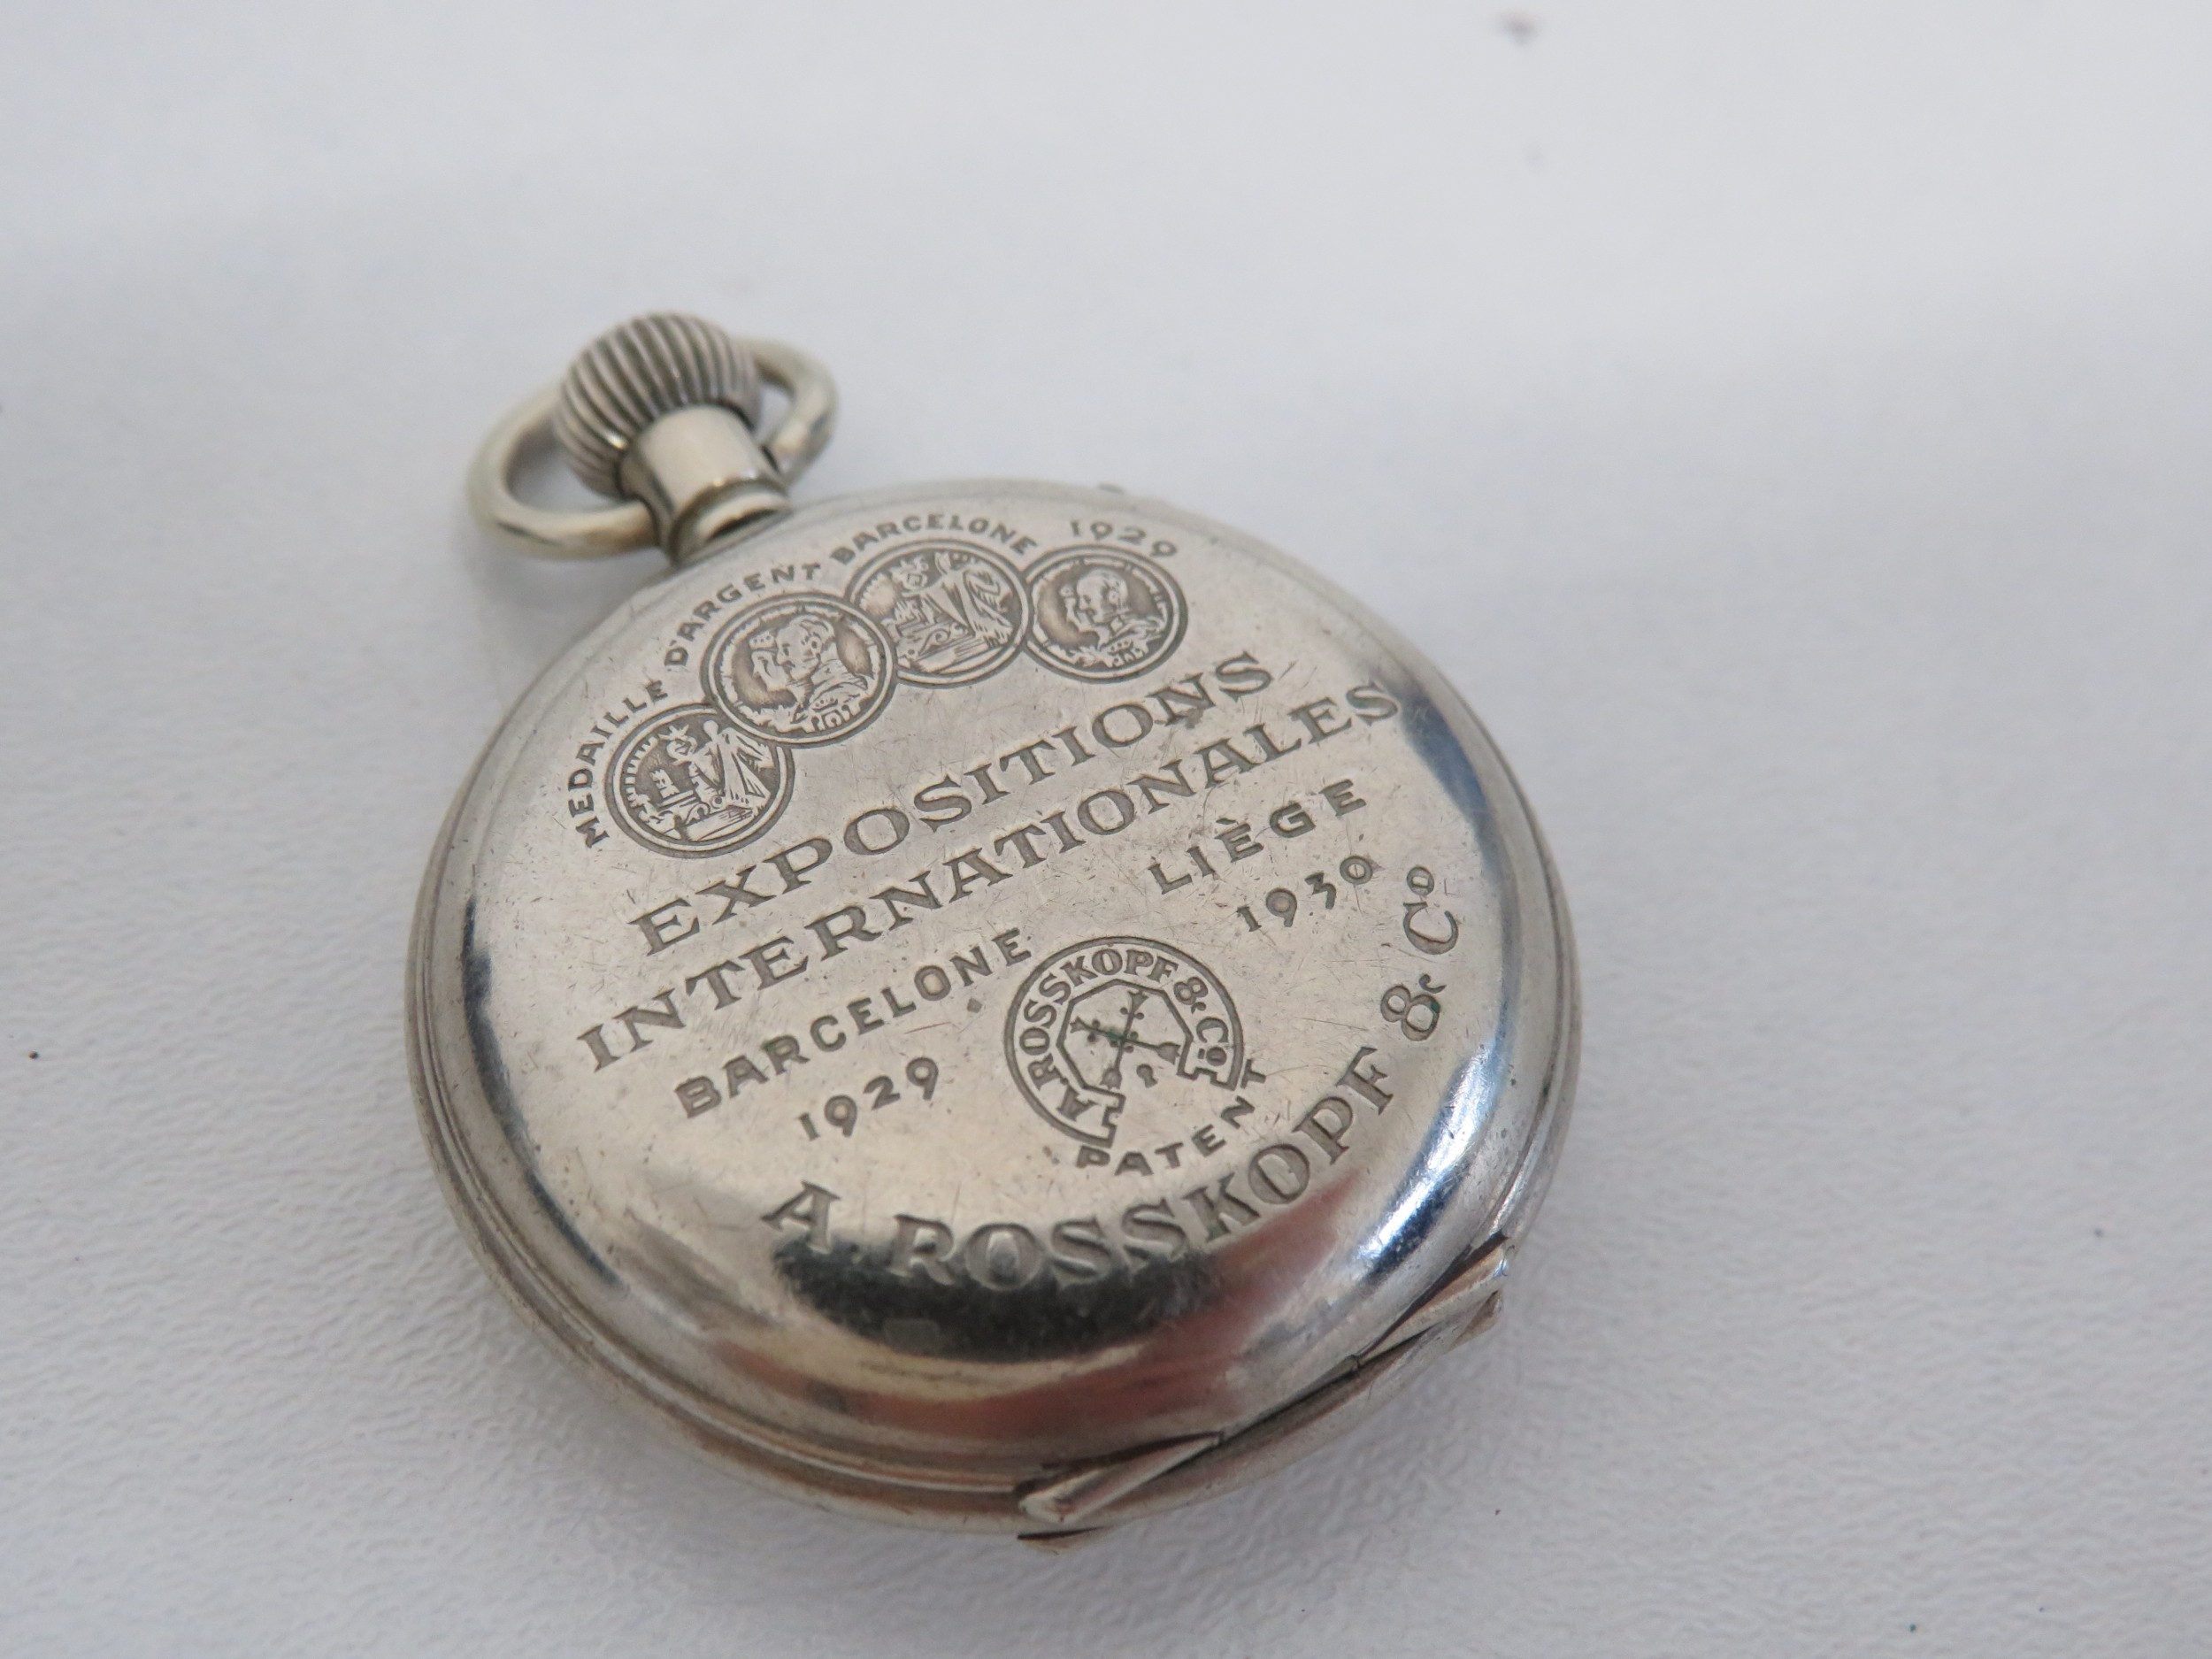 MEDAILLE D'ARGENT BARCELONE 1929
EXPOSITIONS
INTERNATIONALES
BARCELONE
1929
LIÈGE
1930
A. ROSSKOPF & Cº
PATENT
A. ROSSKOPF & Cº